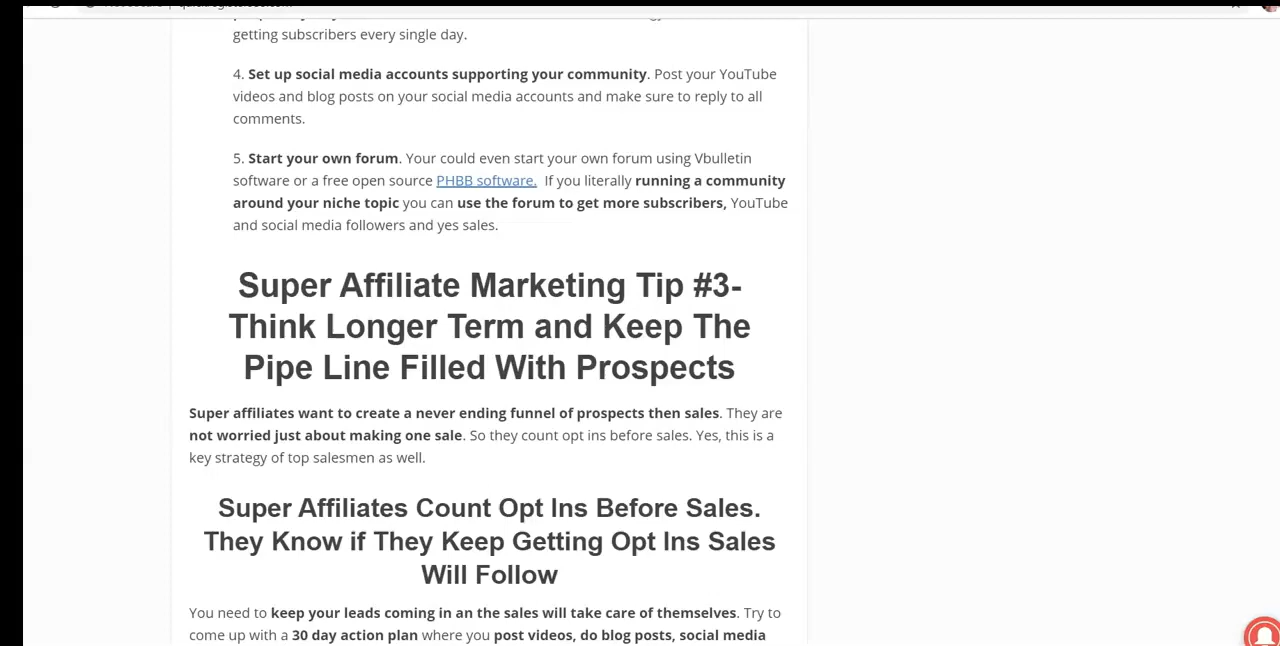 getting subscribers every single day.
4. Set up social media accounts supporting your community. Post your YouTube
videos and blog posts on your social media accounts and make sure to reply to all
comments.
5. Start your own forum. Your could even start your own forum using Vbulletin
software or a free open source PHBB software. If you literally running a community
around your niche topic you can use the forum to get more subscribers, YouTube
and social media followers and yes sales.
Super Affiliate Marketing Tip #3-
Think Longer Term and Keep The
Pipe Line Filled With Prospects
Super affiliates want to create a never ending funnel of prospects then sales. They are
not worried just about making one sale. So they count opt ins before sales. Yes, this is a
key strategy of top salesmen as well.
Super Affiliates Count Opt Ins Before Sales.
They Know if They Keep Getting Opt Ins Sales
Will Follow
You need to keep your leads coming in an the sales will take care of themselves. Try to
come up with a 30 day action plan where you post videos, do blog posts, social media